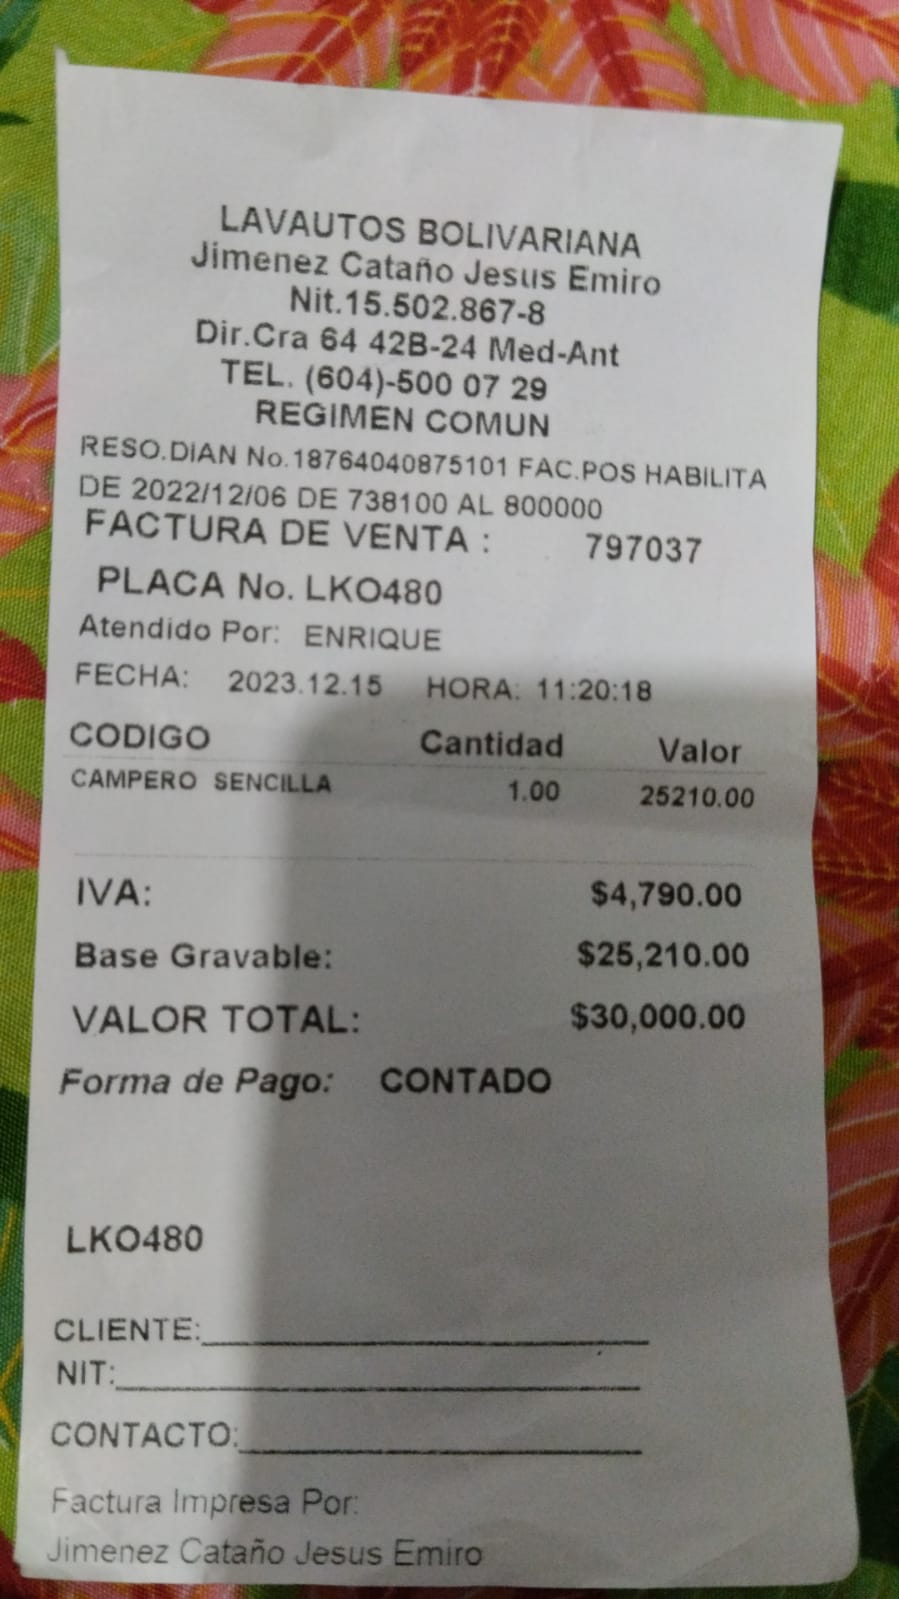 LAVAUTOS BOLIVARIANA
Jimenez Cataño Jesus Emiro
Nit.15.502.867-8
Dir.Cra 64 42B-24 Med-Ant
TEL. (604)-500 07 29
REGIMEN COMUN
RESO.DIAN No.18764040875101 FAC.POS HABILITA
DE 2022/12/06 DE 738100 AL 800000
FACTURA DE VENTA : 797037
PLACA No. LKO480
Atendido Por: ENRIQUE
FECHA: 2023.12.15 HORA: 11:20:18
CODIGO Cantidad Valor
CAMPERO SENCILLA 1.00 25210.00
IVA: $4,790.00
Base Gravable: $25,210.00
VALOR TOTAL: $30,000.00
Forma de Pago: CONTADO
LKO480
CLIENTE:
NIT:
CONTACTO:
Factura Impresa Por:
Jimenez Cataño Jesus Emiro